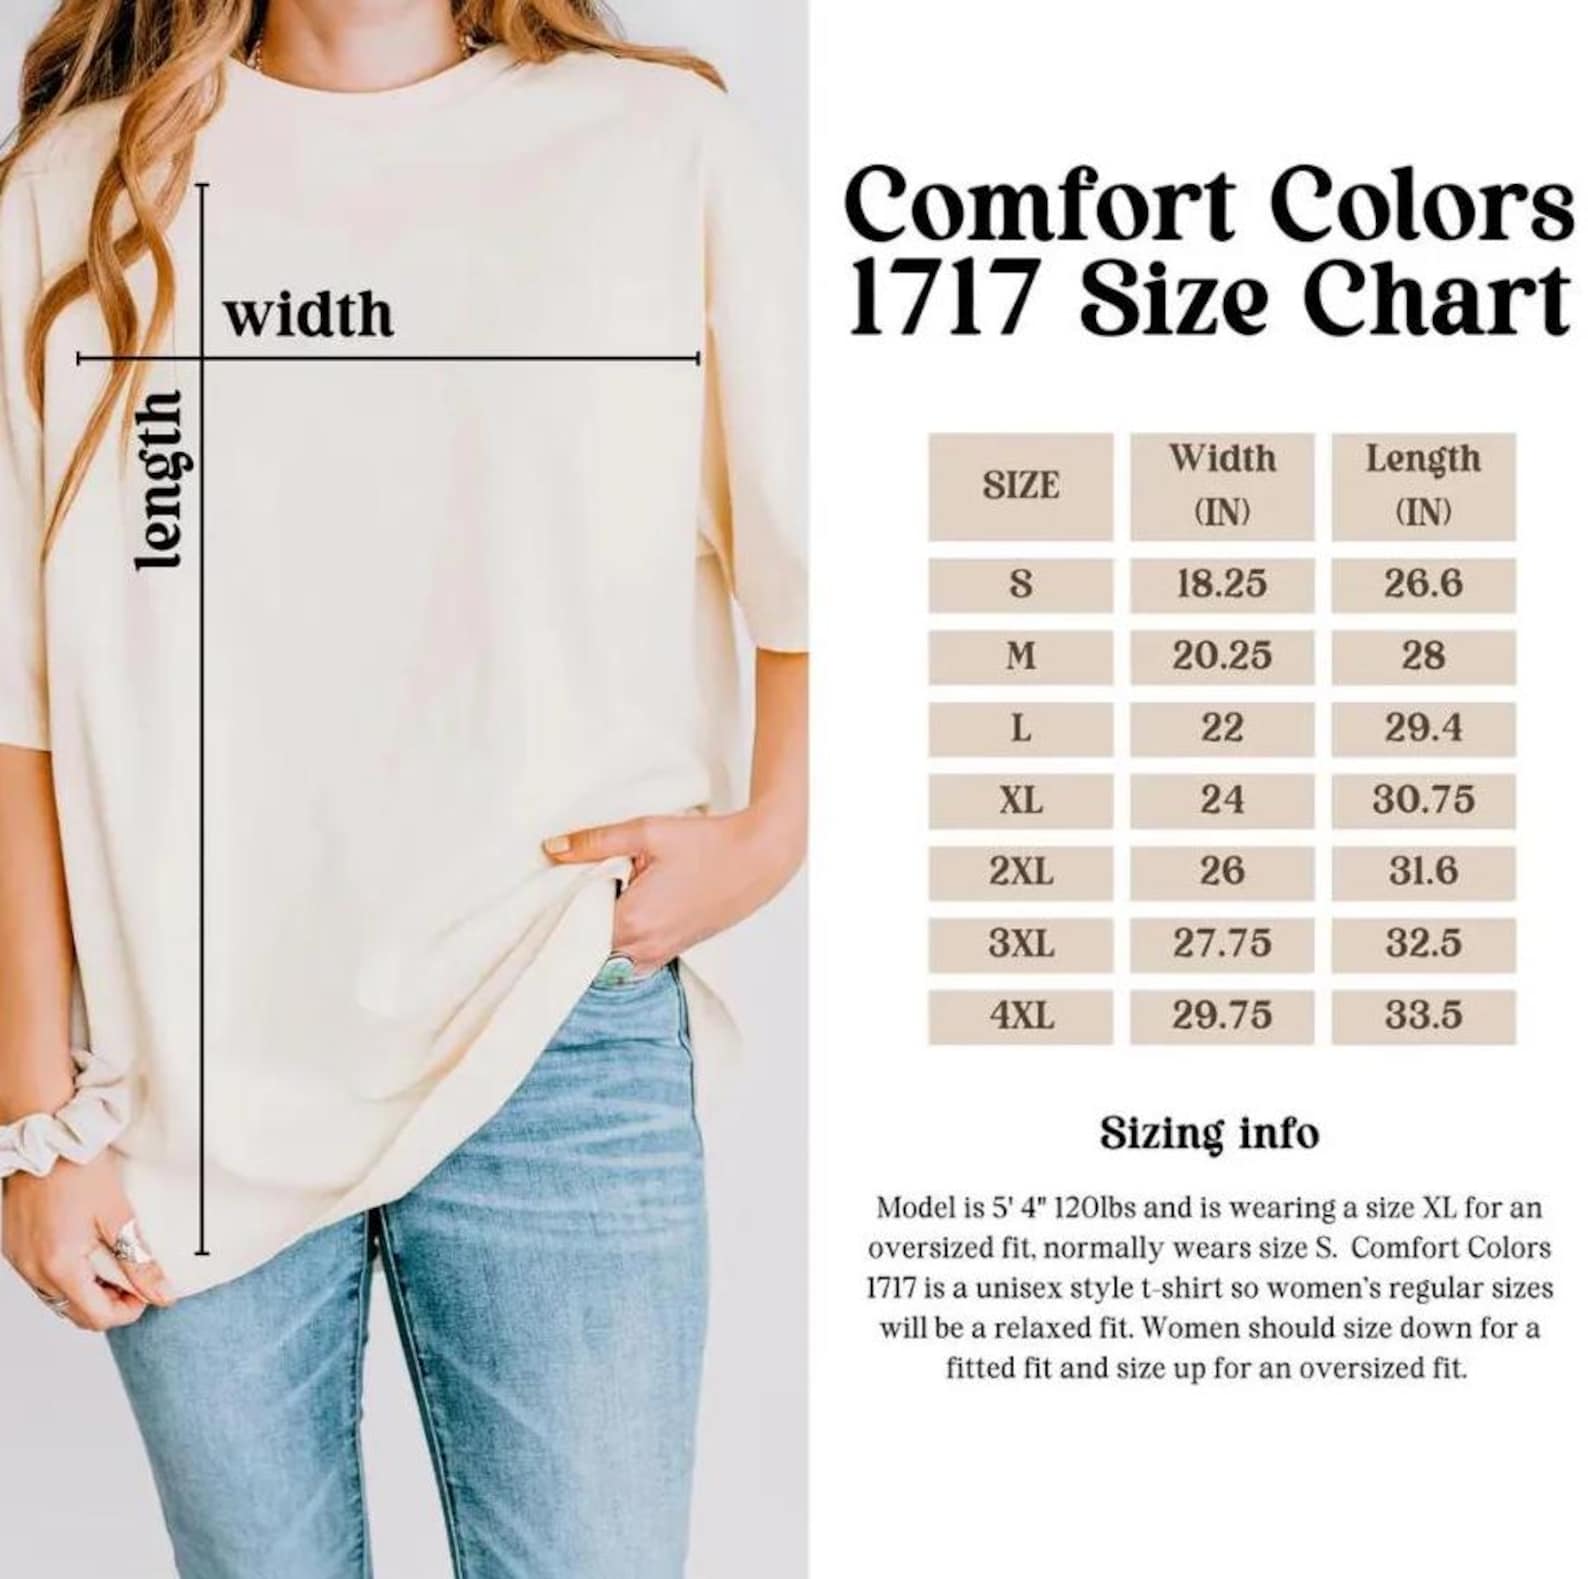 width
length
Comfort Colors
1717 Size Chart
SIZE Width (IN) Length (IN)
S 18.25 26.6
M 20.25 28
L 22 29.4
XL 24 30.75
2XL 26 31.6
3XL 27.75 32.5
4XL 29.75 33.5
Sizing info
Model is 5' 4" 120lbs and is wearing a size XL for an
oversized fit, normally wears size S. Comfort Colors
1717 is a unisex style t-shirt so women's regular sizes
will be a relaxed fit. Women should size down for a
fitted fit and size up for an oversized fit.